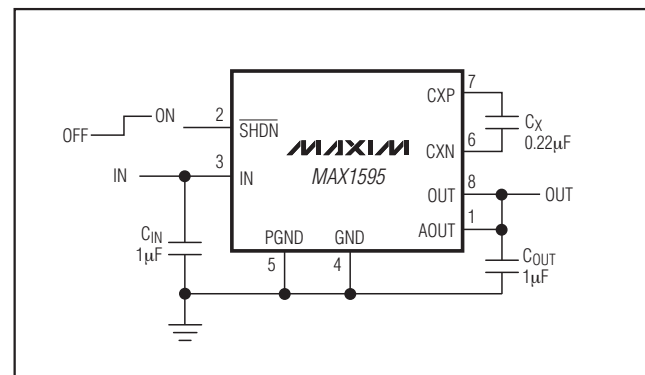 7
CXP
ON
2
OFF
SHDN
CX
0.22μF
MAXIM
6
CXN
IN
3
IN
MAX1595
8
OUT
OUT
1
AOUT
CIN
1μF
PGND
GND
COUT
1μF
5
4